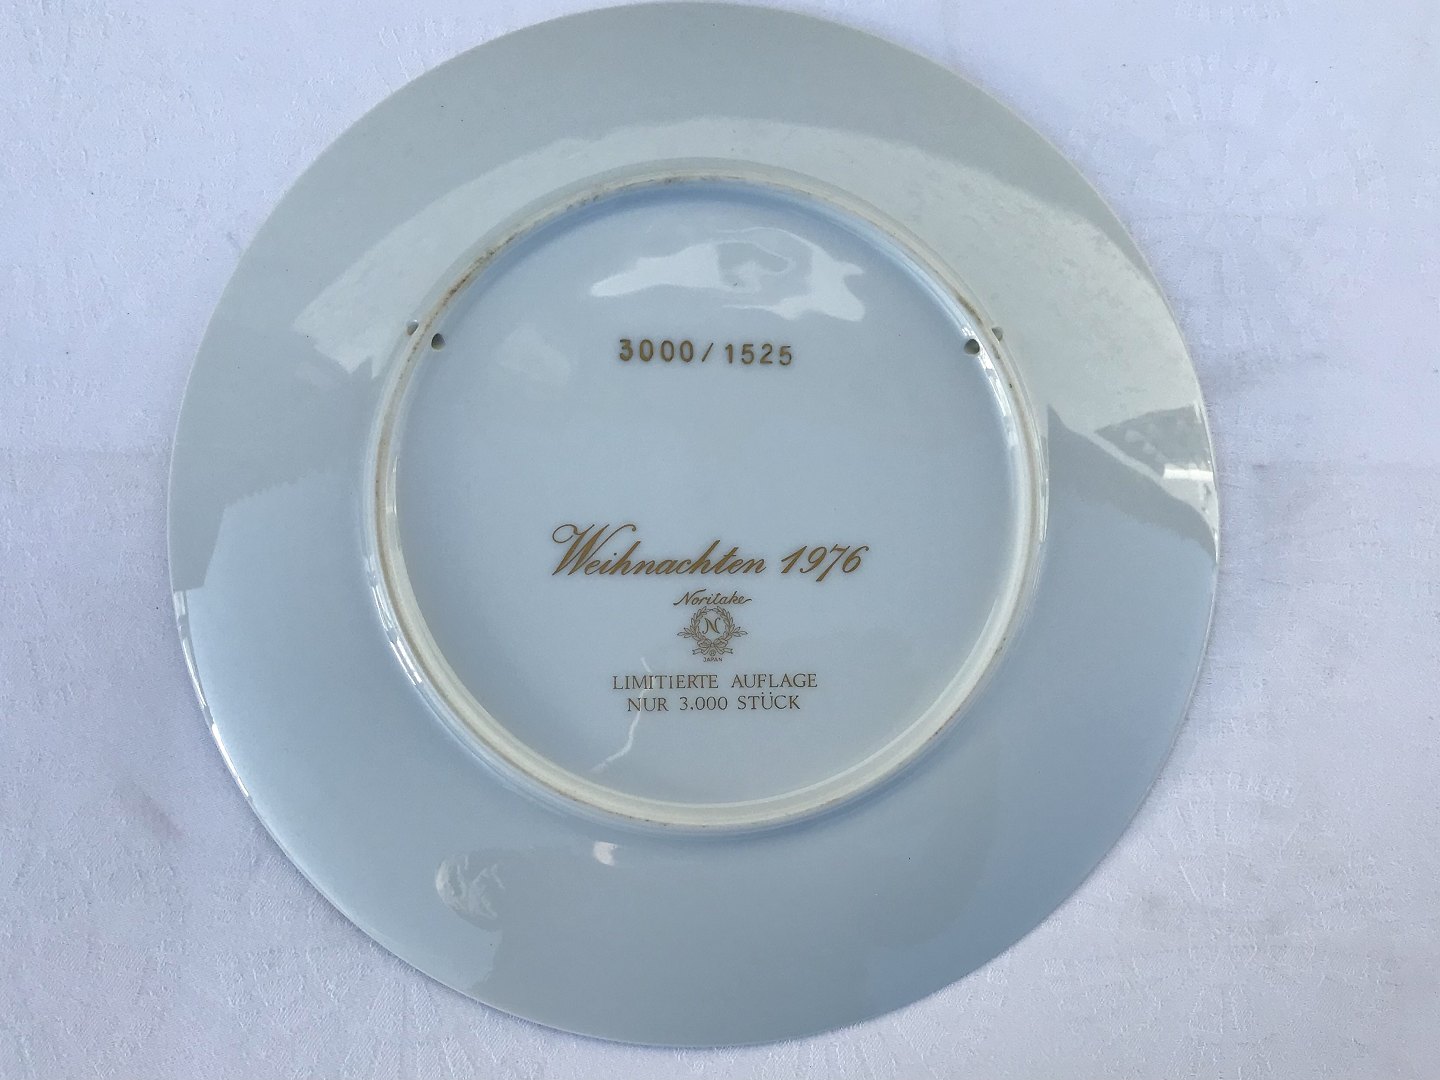 3000/1525
Weihnachten 1976
Noritake
N
JAPAN
LIMITIERTE AUFLAGE
NUR 3.000 STÜCK